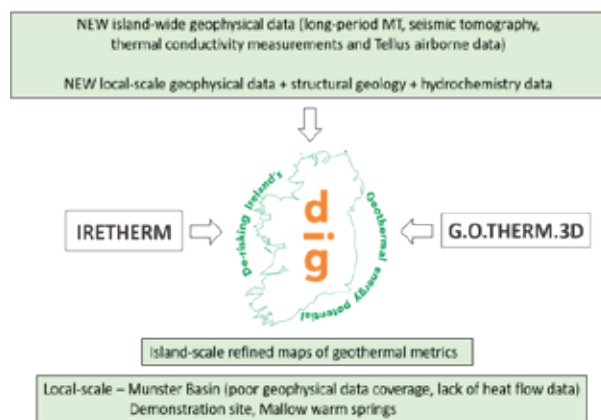 NEW island-wide geophysical data (long-period MT, seismic tomography,
thermal conductivity measurements and Tellus airborne data)
NEW local-scale geophysical data + structural geology + hydrochemistry data
IRETHERM
De-risking Ireland's
dig
Geothermal energy potential
G.O.THERM.3D
Island-scale refined maps of geothermal metrics
Local-scale – Munster Basin (poor geophysical data coverage, lack of heat flow data)
Demonstration site, Mallow warm springs